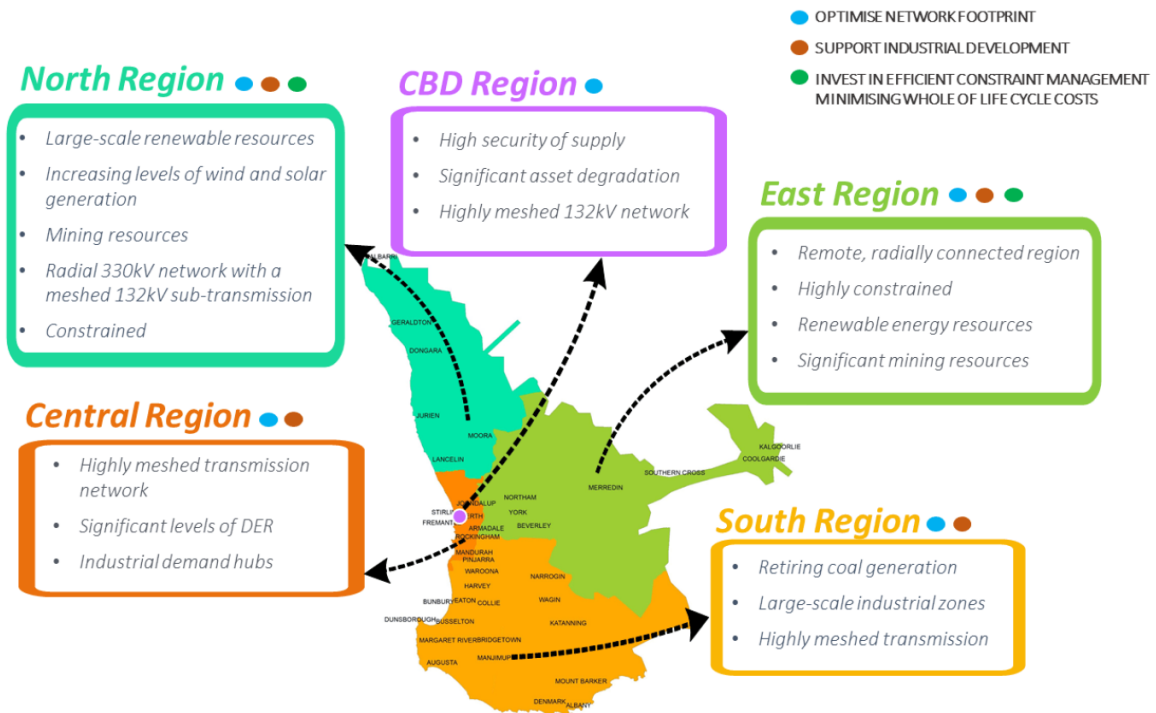 OPTIMISE NETWORK FOOTPRINT
SUPPORT INDUSTRIAL DEVELOPMENT
INVEST IN EFFICIENT CONSTRAINT MANAGEMENT
MINIMISING WHOLE OF LIFE CYCLE COSTS
North Region
• Large-scale renewable resources
• Increasing levels of wind and solar
generation
• Mining resources
• Radial 330kV network with a
meshed 132kV sub-transmission
• Constrained
CBD Region
• High security of supply
• Significant asset degradation
• Highly meshed 132kV network
East Region
• Remote, radially connected region
• Highly constrained
• Renewable energy resources
• Significant mining resources
Central Region
• Highly meshed transmission
network
• Significant levels of DER
• Industrial demand hubs
South Region
• Retiring coal generation
• Large-scale industrial zones
• Highly meshed transmission
GERALDTON
DONGARA
JURIEN
MOORA
LANCELIN
KALGOORLIE
COOLGARDIE
SOUTHERN CROSS
MERREDIN
NORTHAM
YORK
BEVERLEY
ARMADALE
ROCKINGHAM
MANDURAH
PINJARRA
WAROONA
HARVEY
NARROGIN
BUNBURY
EATON
COLLIE
WAGIN
DUNSBOROUGH
BUSSELTON
KATANNING
MARGARET RIVER
BRIDGETOWN
AUGUSTA
MANJIMUP
MOUNT BARKER
DENMARK
ALBANY